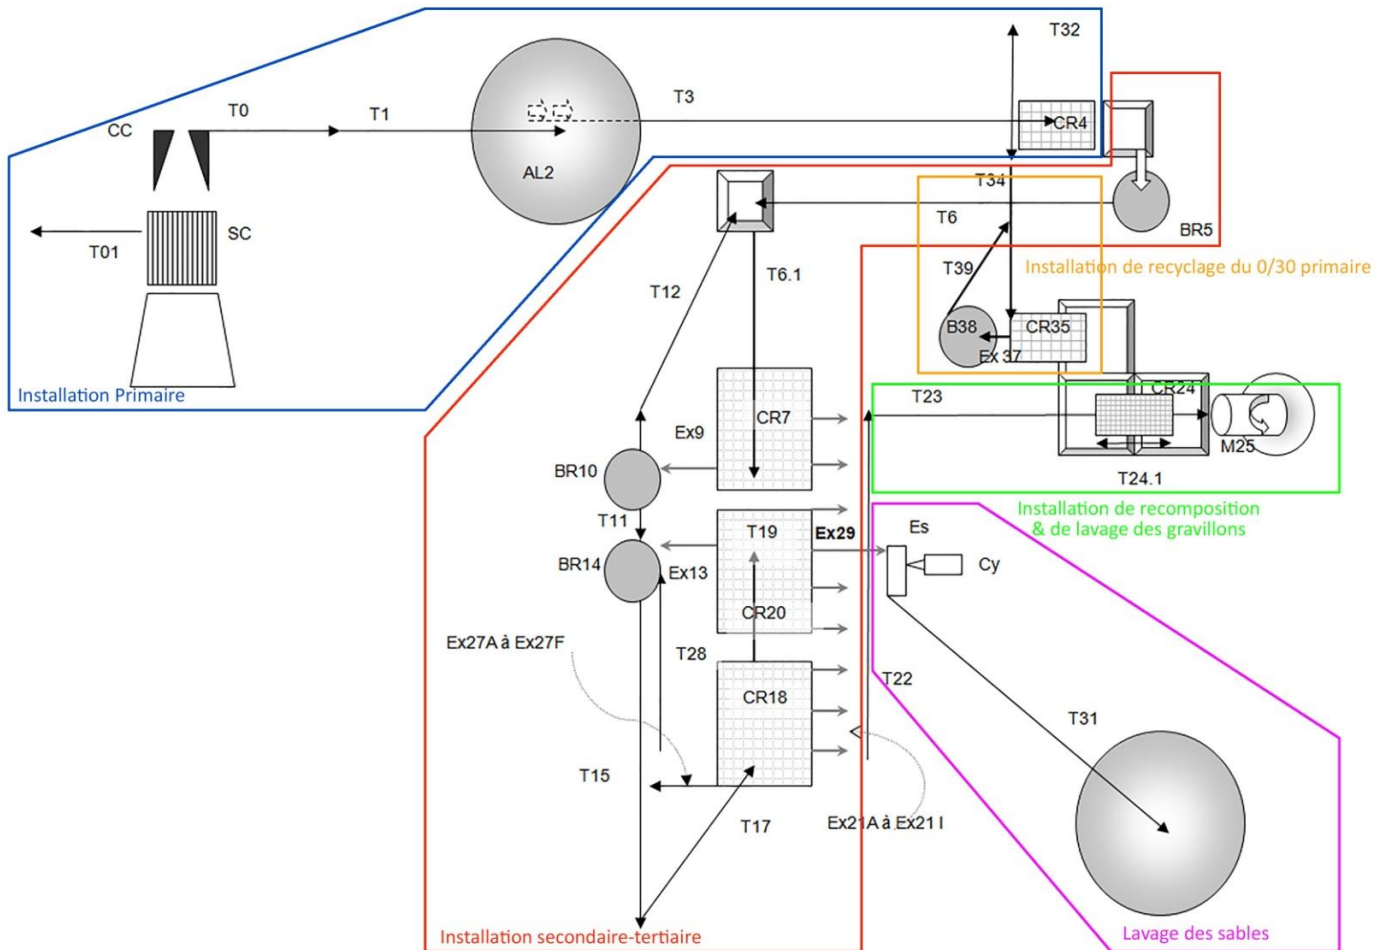 T32
T0
T1
T3
CC
CR4
AL2
T34
SC
T01
T6
BR5
T6.1
T39
Installation de recyclage du 0/30 primaire
T12
B38
CR35
Ex 37
Installation Primaire
CR24
T23
CR7
Ex9
M25
BR10
T24.1
Installation de recomposition
& de lavage des gravillons
T11
T19
Ex29
Es
BR14
Ex13
Cy
CR20
Ex27A à Ex27F
T28
T22
CR18
T31
T15
T17
Ex21A à Ex21 I
Installation secondaire-tertiaire
Lavage des sables